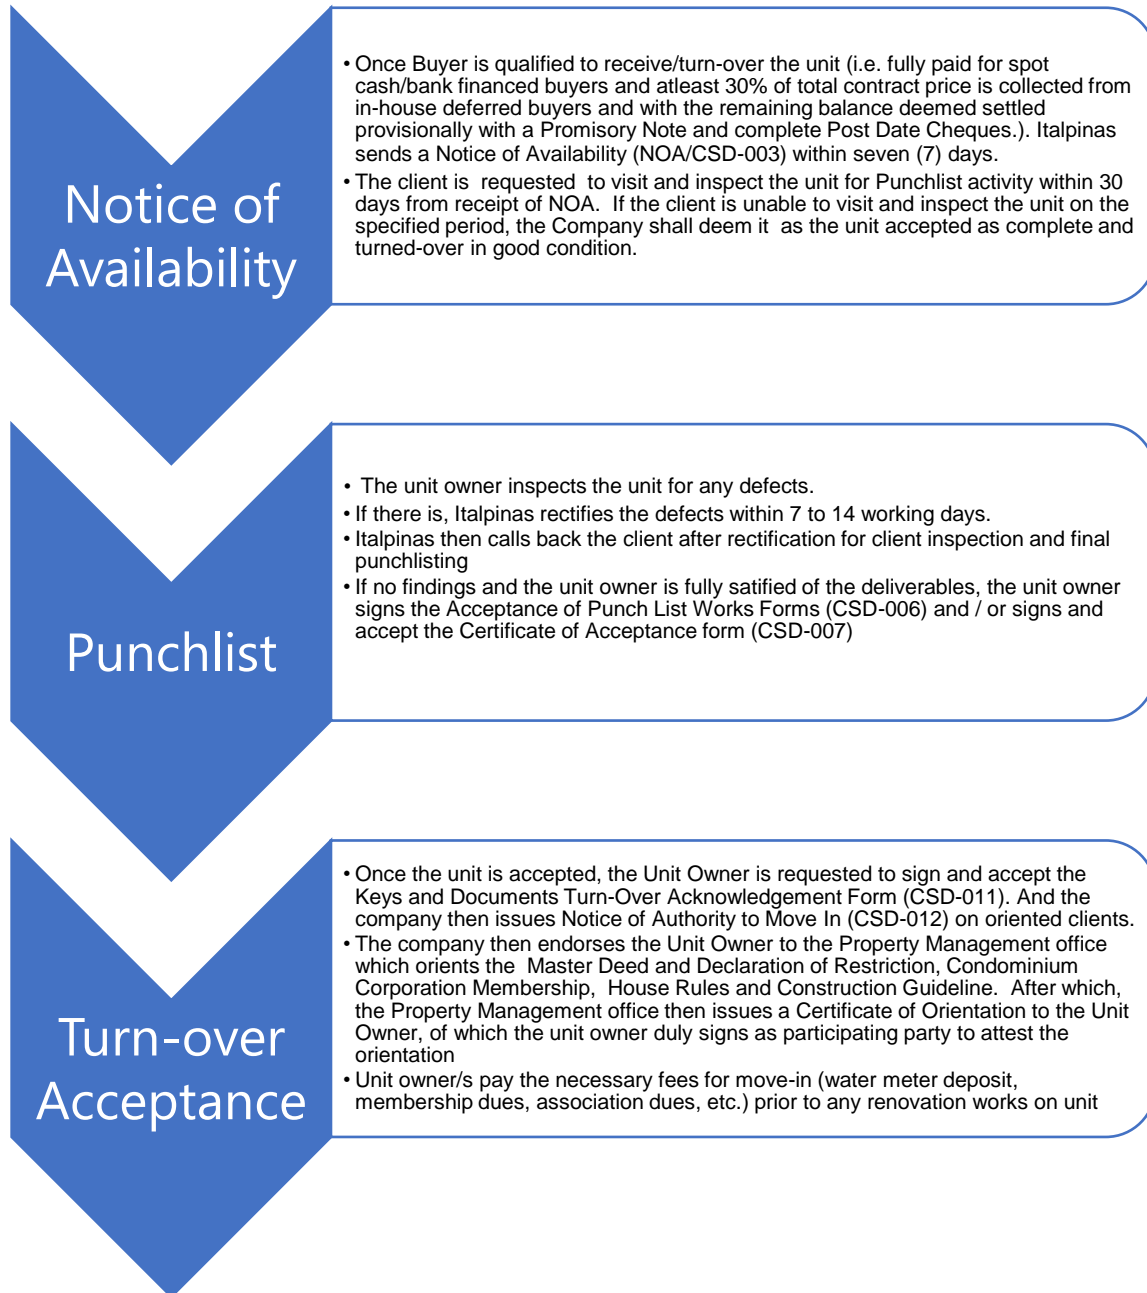 Notice of
Availability
• Once Buyer is qualified to receive/turn-over the unit (i.e. fully paid for spot
cash/bank financed buyers and atleast 30% of total contract price is collected from
in-house deferred buyers and with the remaining balance deemed settled
provisionally with a Promisory Note and complete Post Date Cheques.). Italpinas
sends a Notice of Availability (NOA/CSD-003) within seven (7) days.
• The client is requested to visit and inspect the unit for Punchlist activity within 30
days from receipt of NOA. If the client is unable to visit and inspect the unit on the
specified period, the Company shall deem it as the unit accepted as complete and
turned-over in good condition.
Punchlist
• The unit owner inspects the unit for any defects.
• If there is, Italpinas rectifies the defects within 7 to 14 working days.
• Italpinas then calls back the client after rectification for client inspection and final
punchlisting
• If no findings and the unit owner is fully satified of the deliverables, the unit owner
signs the Acceptance of Punch List Works Forms (CSD-006) and / or signs and
accept the Certificate of Acceptance form (CSD-007)
Turn-over
Acceptance
• Once the unit is accepted, the Unit Owner is requested to sign and accept the
Keys and Documents Turn-Over Acknowledgement Form (CSD-011). And the
company then issues Notice of Authority to Move In (CSD-012) on oriented clients.
• The company then endorses the Unit Owner to the Property Management office
which orients the Master Deed and Declaration of Restriction, Condominium
Corporation Membership, House Rules and Construction Guideline. After which,
the Property Management office then issues a Certificate of Orientation to the Unit
Owner, of which the unit owner duly signs as participating party to attest the
orientation
• Unit owner/s pay the necessary fees for move-in (water meter deposit,
membership dues, association dues, etc.) prior to any renovation works on unit